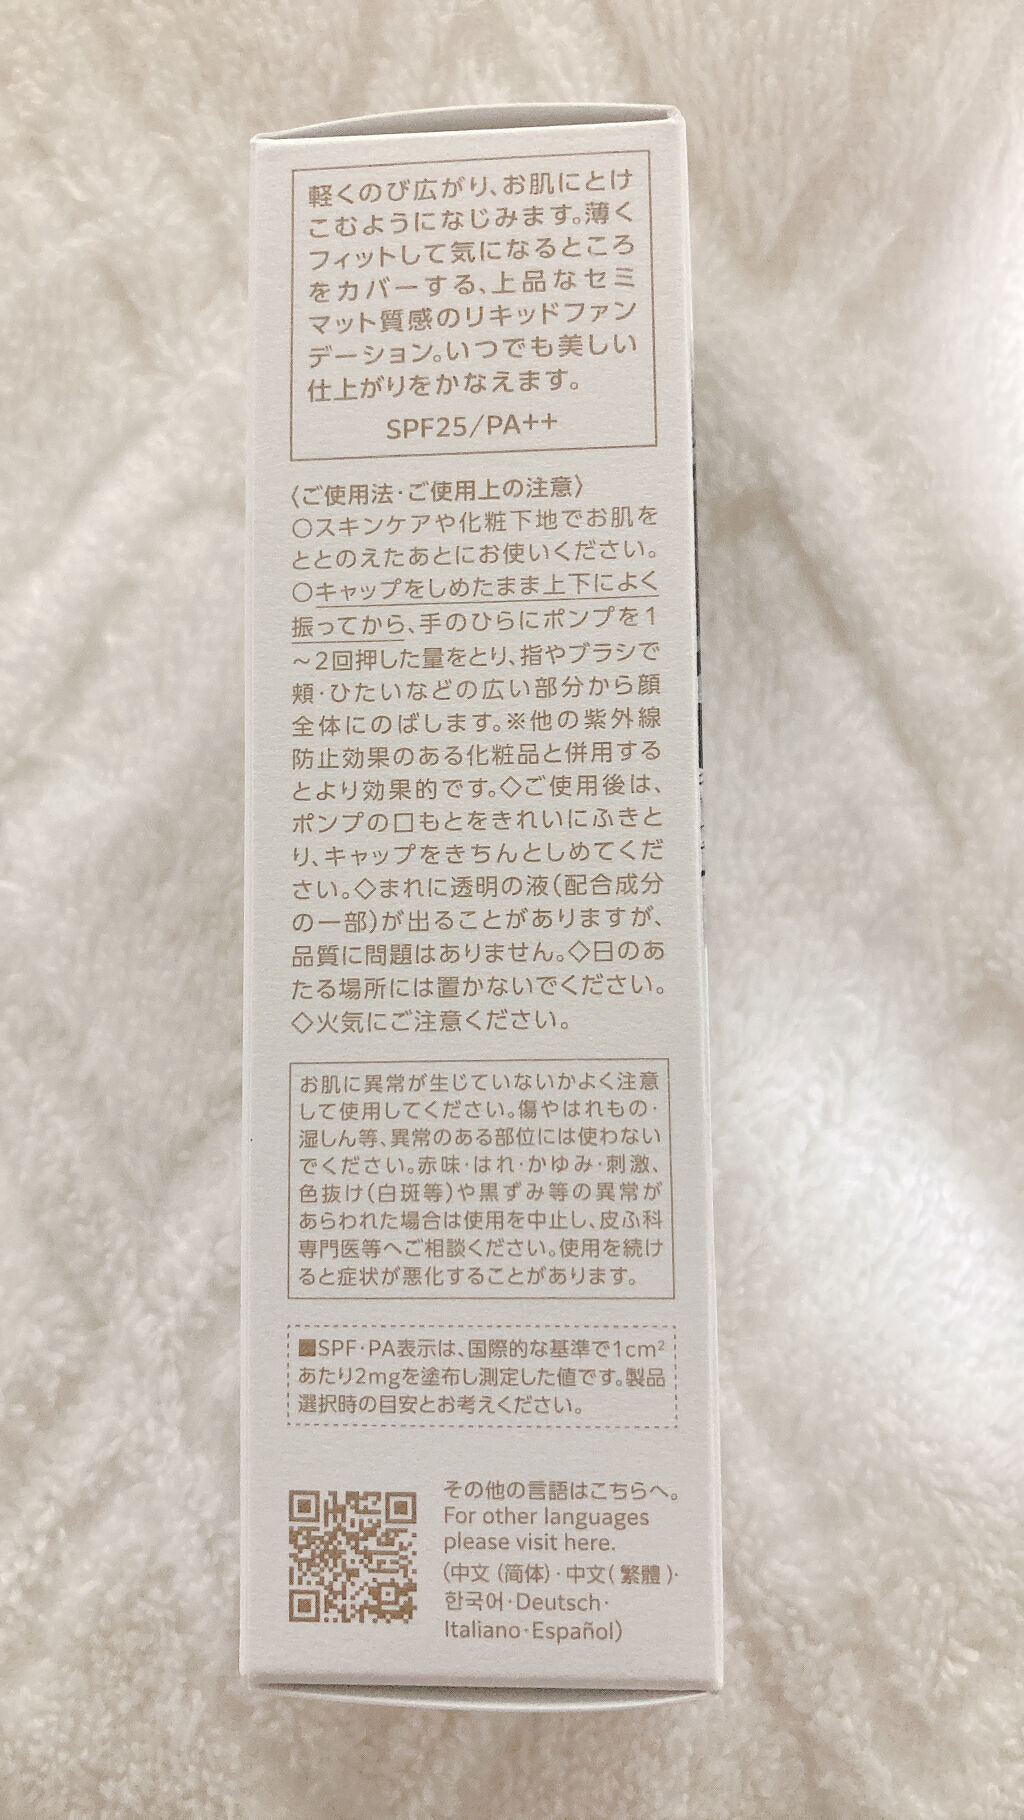 軽くのび広がり、お肌にとけ
こむようになじみます。薄く
フィットして気になるところ
をカバーする、上品なセミ
マット質感のリキッドファン
デーション。いつでも美しい
仕上がりをかなえます。
SPF25/PA++
〈ご使用法・ご使用上の注意〉
○スキンケアや化粧下地でお肌を
ととのえたあとにお使いください。
○キャップをしめたまま上下によく
振ってから、手のひらにポンプを1
～2回押した量をとり、指やブラシで
頬・ひたいなどの広い部分から顔
全体にのばします。※他の紫外線
防止効果のある化粧品と併用する
とより効果的です。◇ご使用後は、
ポンプの口もとをきれいにふきと
り、キャップをきちんとしめてくだ
さい。◇まれに透明の液(配合成分
の一部)が出ることがありますが、
品質に問題はありません。◇日のあ
たる場所には置かないでください。
◇火気にご注意ください。
お肌に異常が生じていないかよく注意
して使用してください。傷やはれもの・
湿しん等、異常のある部位には使わない
でください。赤味・はれ・かゆみ・刺激、
色抜け(白斑等)や黒ずみ等の異常が
あらわれた場合は使用を中止し、皮ふ科
専門医等へご相談ください。使用を続け
ると症状が悪化することがあります。
■SPF・PA表示は、国際的な基準で1cm²
あたり2mgを塗布し測定した値です。製品
選択時の目安とお考えください。
その他の言語はこちらへ。
For other languages
please visit here.
(中文(简体)・中文(繁體)・
한국어・Deutsch・
Italiano・Español)